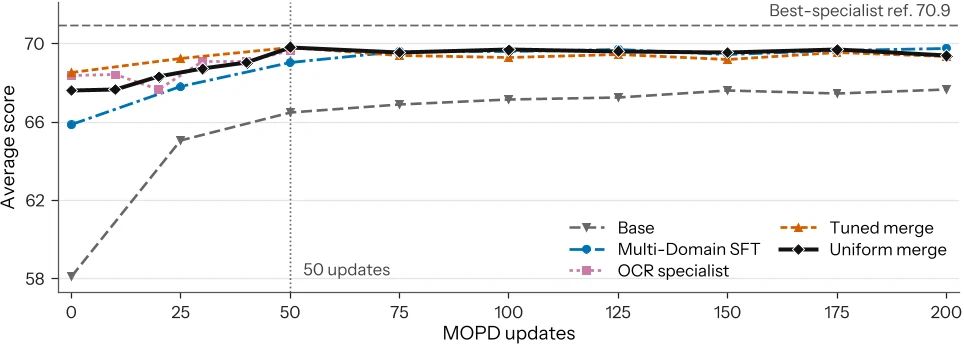 Best-specialist ref. 70.9
70
66
62
58
Average score
50 updates
Base
Multi-Domain SFT
OCR specialist
Tuned merge
Uniform merge
0 25 50 75 100 125 150 175 200
MOPD updates